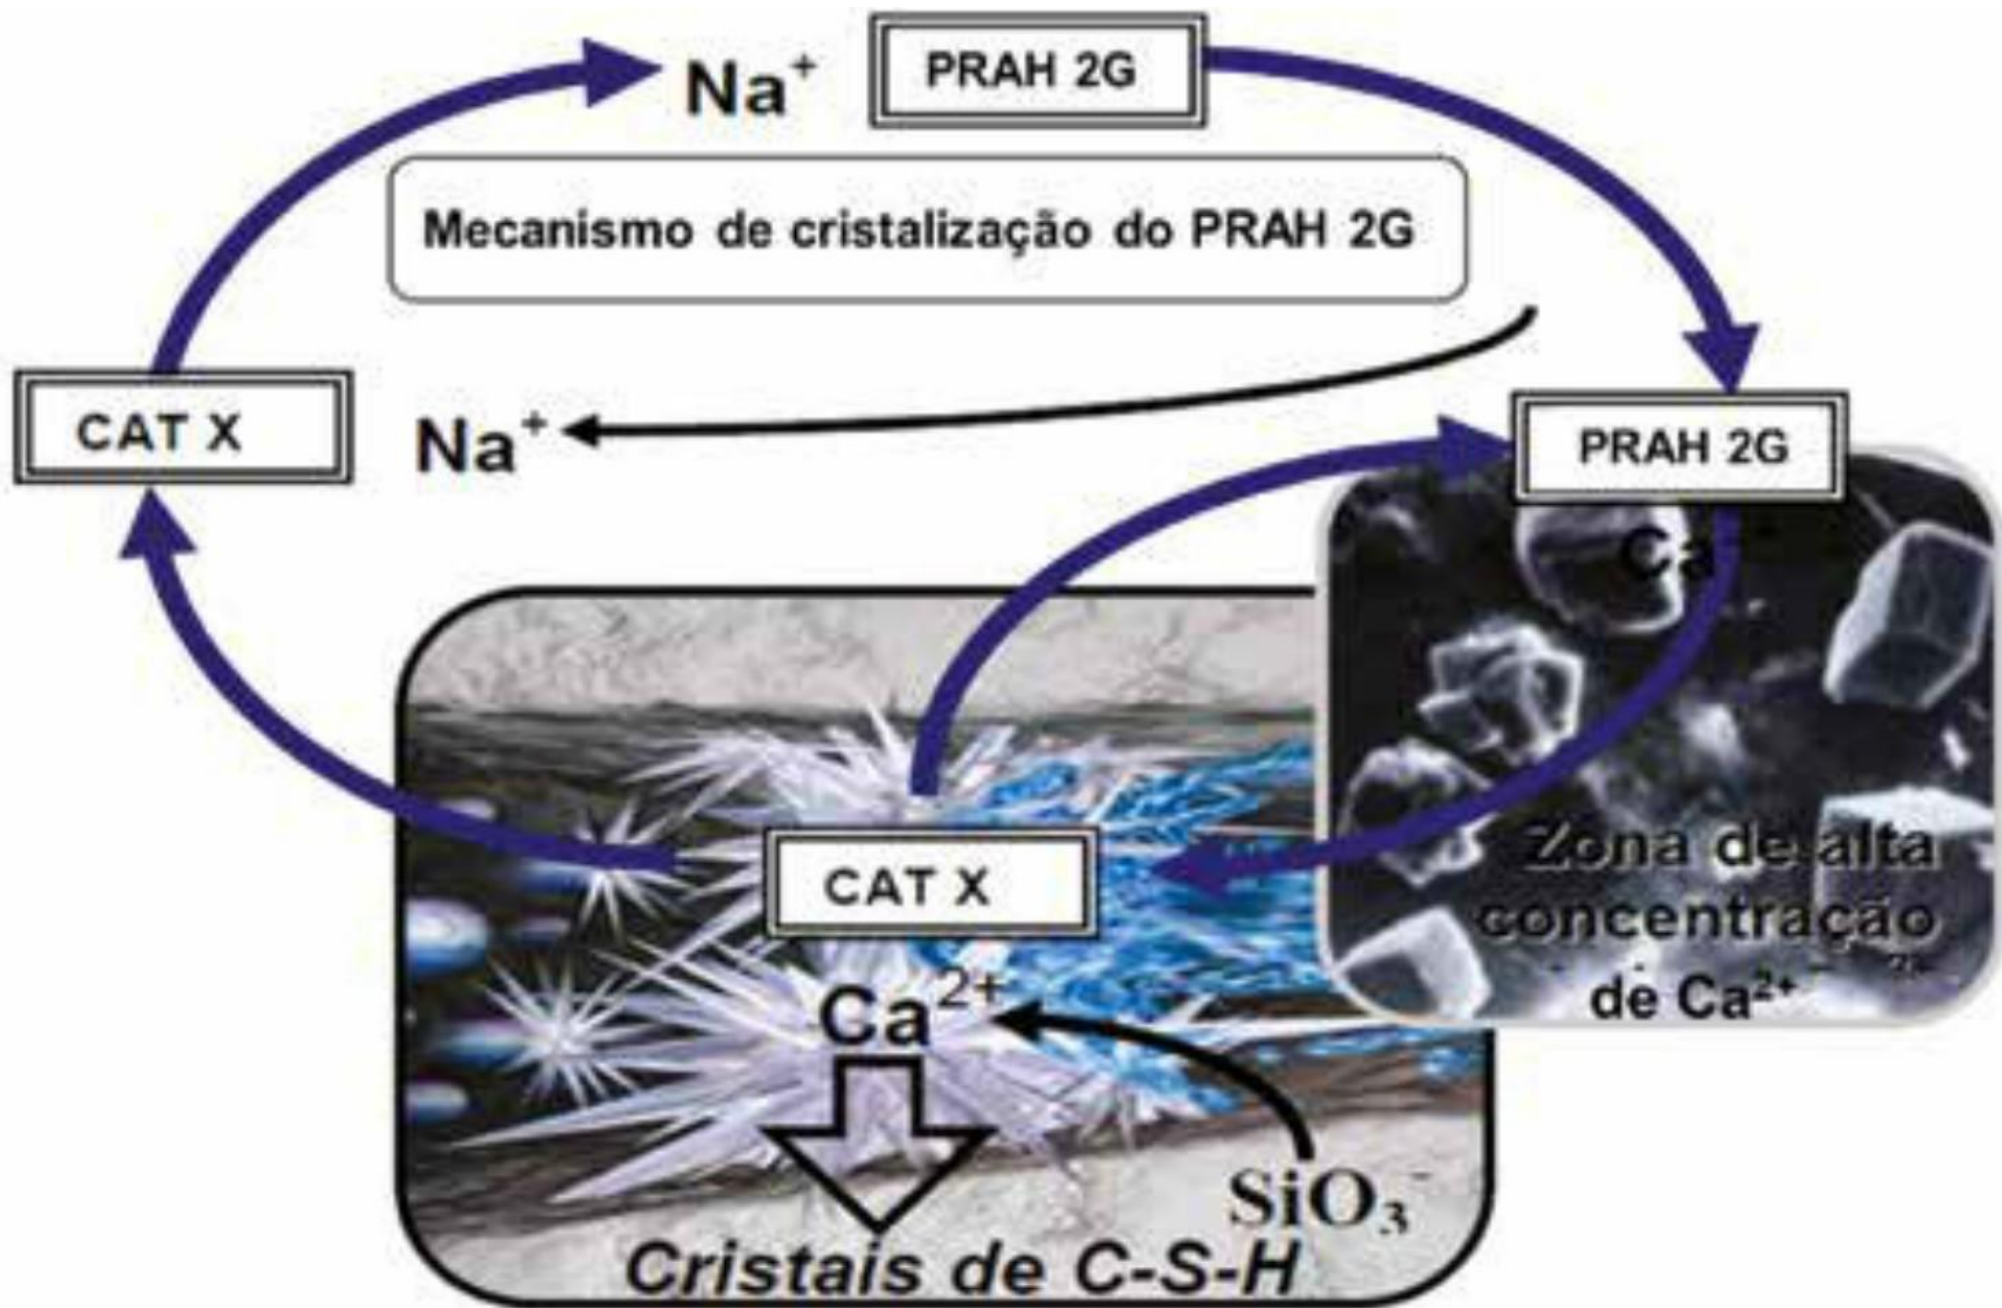 Na⁺ PRAH 2G
Mecanismo de cristalização do PRAH 2G
CAT X Na⁺
PRAH 2G
Ca
Zona de alta
concentração
de Ca²⁺
CAT X
Ca²⁺
SiO₃⁻
Cristais de C-S-H